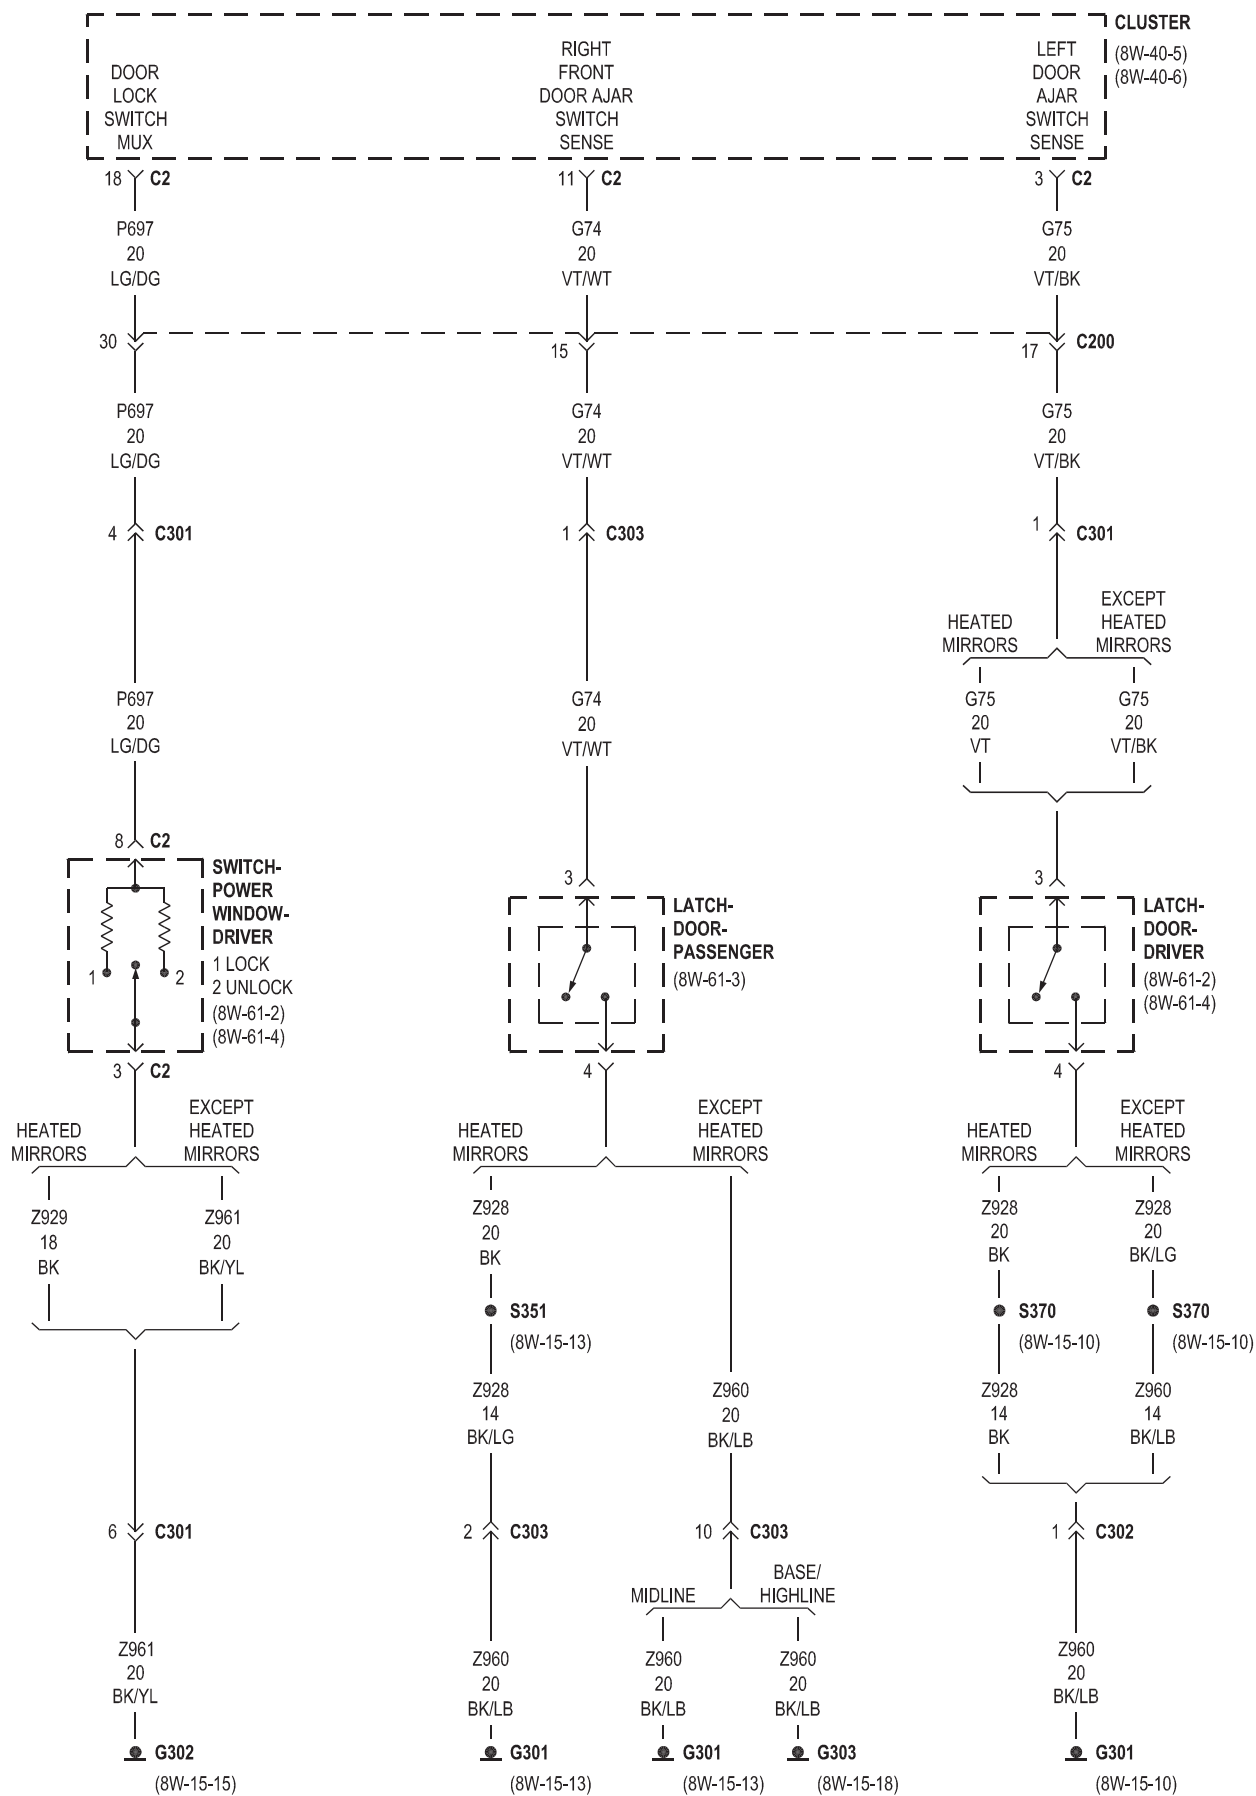 CLUSTER
(8W-40-5)
(8W-40-6)
DOOR
LOCK
SWITCH
MUX
RIGHT
FRONT
DOOR AJAR
SWITCH
SENSE
LEFT
DOOR
AJAR
SWITCH
SENSE
18 C2
11 C2
3 C2
P697
20
LG/DG
G74
20
VT/WT
G75
20
VT/BK
30
15
17
C200
P697
20
LG/DG
G74
20
VT/WT
G75
20
VT/BK
4 C301
1 C303
1 C301
HEATED
MIRRORS
EXCEPT
HEATED
MIRRORS
P697
20
LG/DG
G74
20
VT/WT
G75
20
VT
G75
20
VT/BK
8 C2
SWITCH-
POWER
WINDOW-
DRIVER
1 LOCK
2 UNLOCK
(8W-61-2)
(8W-61-4)
1
2
3
LATCH-
DOOR-
PASSENGER
(8W-61-3)
3
LATCH-
DOOR-
DRIVER
(8W-61-2)
(8W-61-4)
3 C2
4
4
HEATED
MIRRORS
EXCEPT
HEATED
MIRRORS
HEATED
MIRRORS
EXCEPT
HEATED
MIRRORS
HEATED
MIRRORS
EXCEPT
HEATED
MIRRORS
Z929
18
BK
Z961
20
BK/YL
Z928
20
BK
Z928
20
BK
Z928
20
BK/LG
S351
(8W-15-13)
S370
(8W-15-10)
S370
(8W-15-10)
Z928
14
BK/LG
Z960
20
BK/LB
Z928
14
BK
Z960
14
BK/LB
6 C301
2 C303
10 C303
1 C302
MIDLINE
BASE/
HIGHLINE
Z961
20
BK/YL
Z960
20
BK/LB
Z960
20
BK/LB
Z960
20
BK/LB
Z960
20
BK/LB
G302
(8W-15-15)
G301
(8W-15-13)
G301
(8W-15-13)
G303
(8W-15-18)
G301
(8W-15-10)